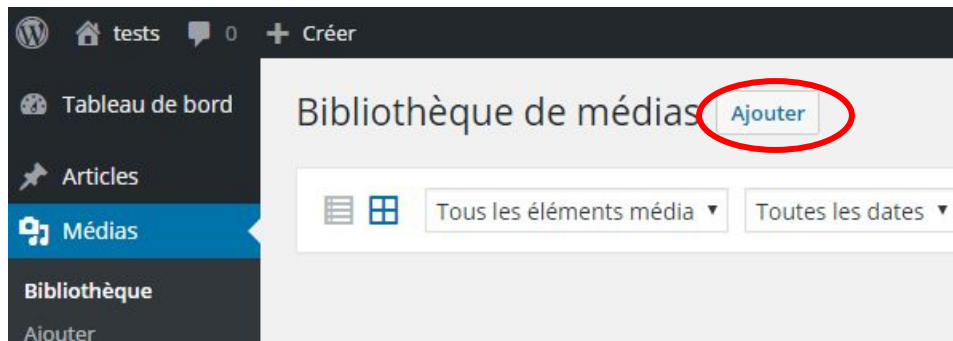 tests 0 + Créer
Tableau de bord
Bibliothèque de médias Ajouter
Articles
Tous les éléments média Toutes les dates
Médias
Bibliothèque
Ajouter